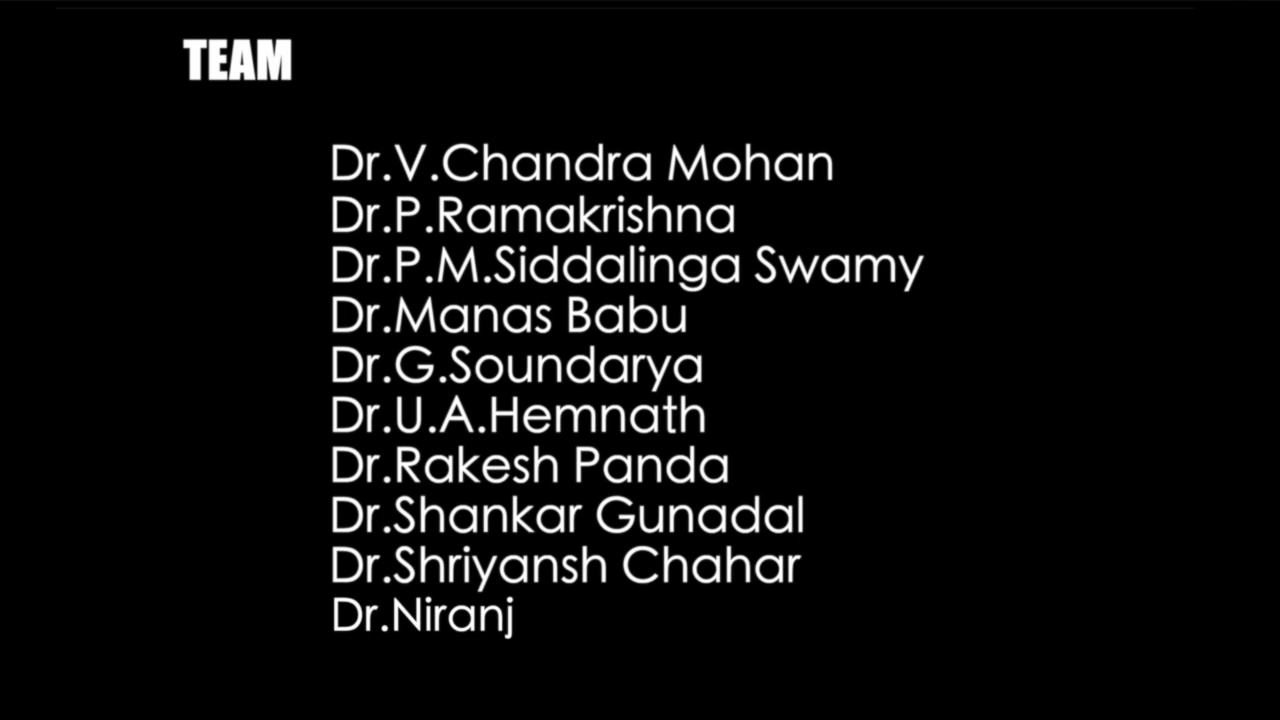 TEAM
Dr.V.Chandra Mohan
Dr.P.Ramakrishna
Dr.P.M.Siddalinga Swamy
Dr.Manas Babu
Dr.G.Soundarya
Dr.U.A.Hemnath
Dr.Rakesh Panda
Dr.Shankar Gunadal
Dr.Shriyansh Chahar
Dr.Niranj